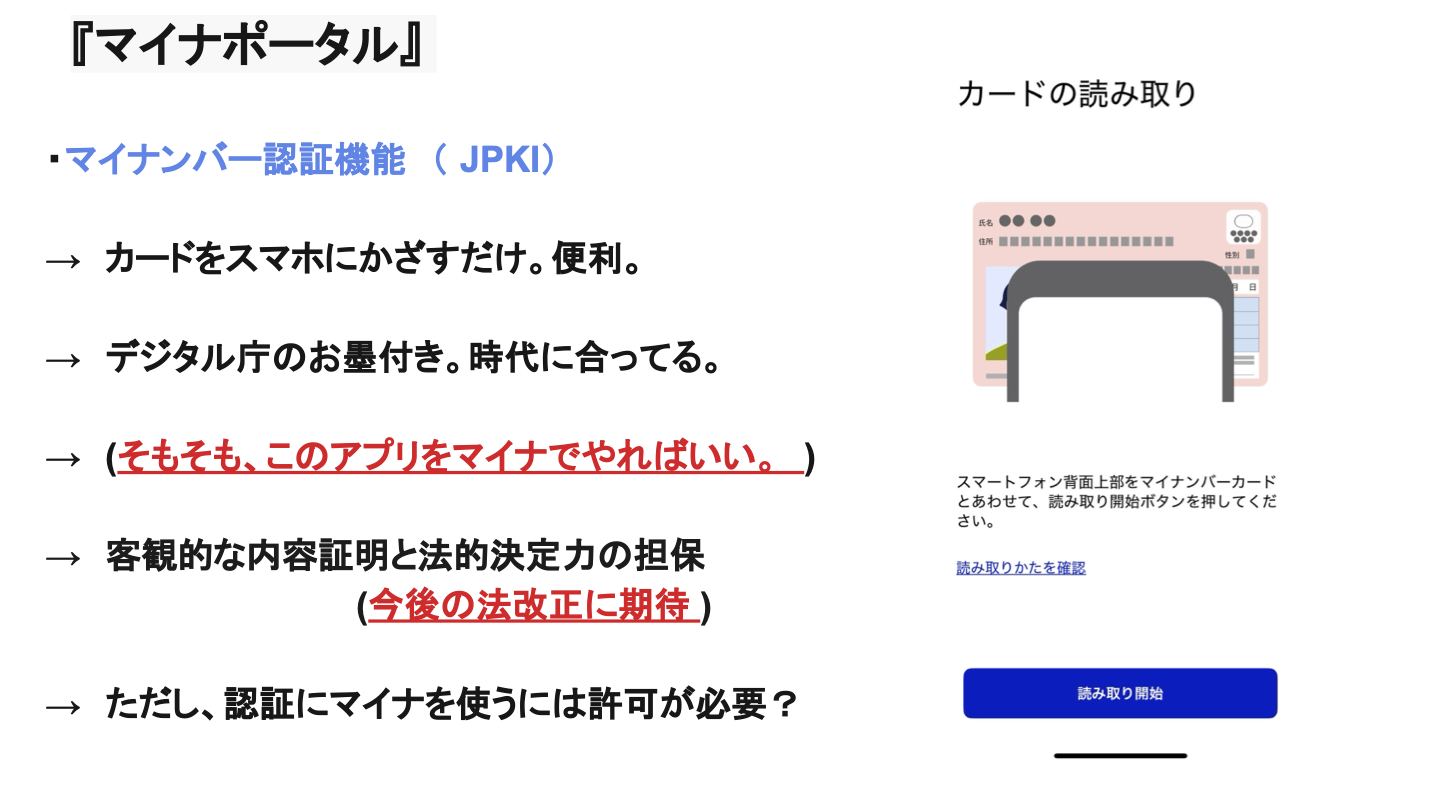 『マイナポータル』
・マイナンバー認証機能 （ JPKI）
→ カードをスマホにかざすだけ。便利。
→ デジタル庁のお墨付き。時代に合ってる。
→ (そもそも、このアプリをマイナでやればいい。 )
→ 客観的な内容証明と法的決定力の担保
(今後の法改正に期待 )
→ ただし、認証にマイナを使うには許可が必要？
カードの読み取り
氏名
住所
性別
月 日
スマートフォン背面上部をマイナンバーカード
とあわせて、読み取り開始ボタンを押してくだ
さい。
読み取りかたを確認
読み取り開始